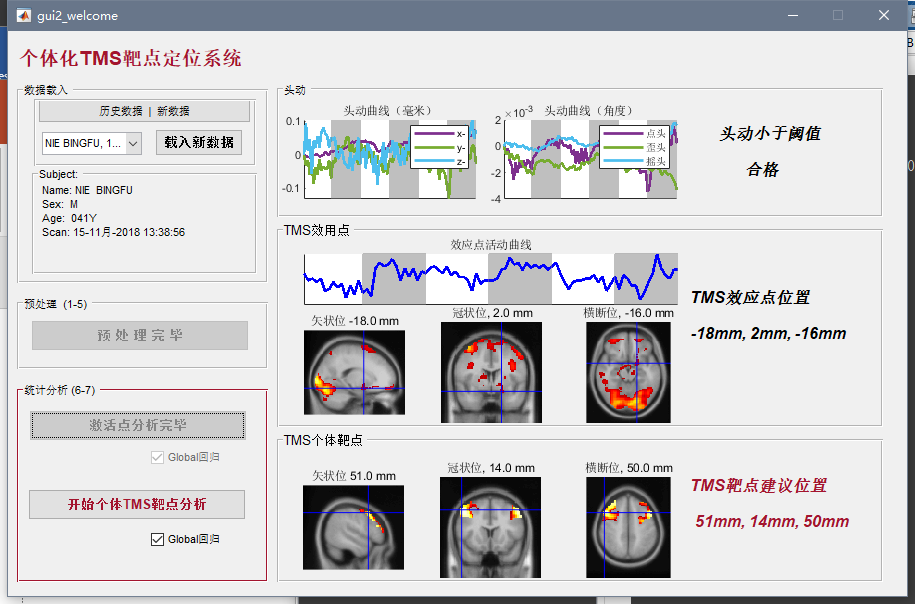 gui2_welcome
个体化TMS靶点定位系统
数据载入
历史数据 | 新数据
NIE BINGFU, 1...
载入新数据
Subject:
Name: NIE BINGFU
Sex: M
Age: 041Y
Scan: 15-11月-2018 13:38:56
预处理 (1-5)
预处理完毕
统计分析 (6-7)
激活点分析完毕
Global回归
开始个体TMS靶点分析
Global回归
头动
头动曲线（毫米）
0.1
0
-0.1
x-
y-
z-
×10⁻³
头动曲线（角度）
2
0
-2
-4
点头
歪头
摇头
头动小于阈值
合格
TMS效用点
效应点活动曲线
矢状位 -18.0 mm
冠状位, 2.0 mm
横断位, -16.0 mm
TMS效应点位置
-18mm, 2mm, -16mm
TMS个体靶点
矢状位 51.0 mm
冠状位, 14.0 mm
横断位, 50.0 mm
TMS靶点建议位置
51mm, 14mm, 50mm